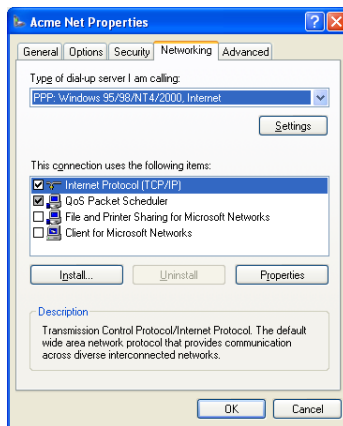 Acme Net Properties
General Options Security Networking Advanced
Type of dial-up server I am calling:
PPP: Windows 95/98/NT4/2000, Internet
Settings
This connection uses the following items:
Internet Protocol (TCP/IP)
QoS Packet Scheduler
File and Printer Sharing for Microsoft Networks
Client for Microsoft Networks
Install... Uninstall Properties
Description
Transmission Control Protocol/Internet Protocol. The default
wide area network protocol that provides communication
across diverse interconnected networks.
OK Cancel